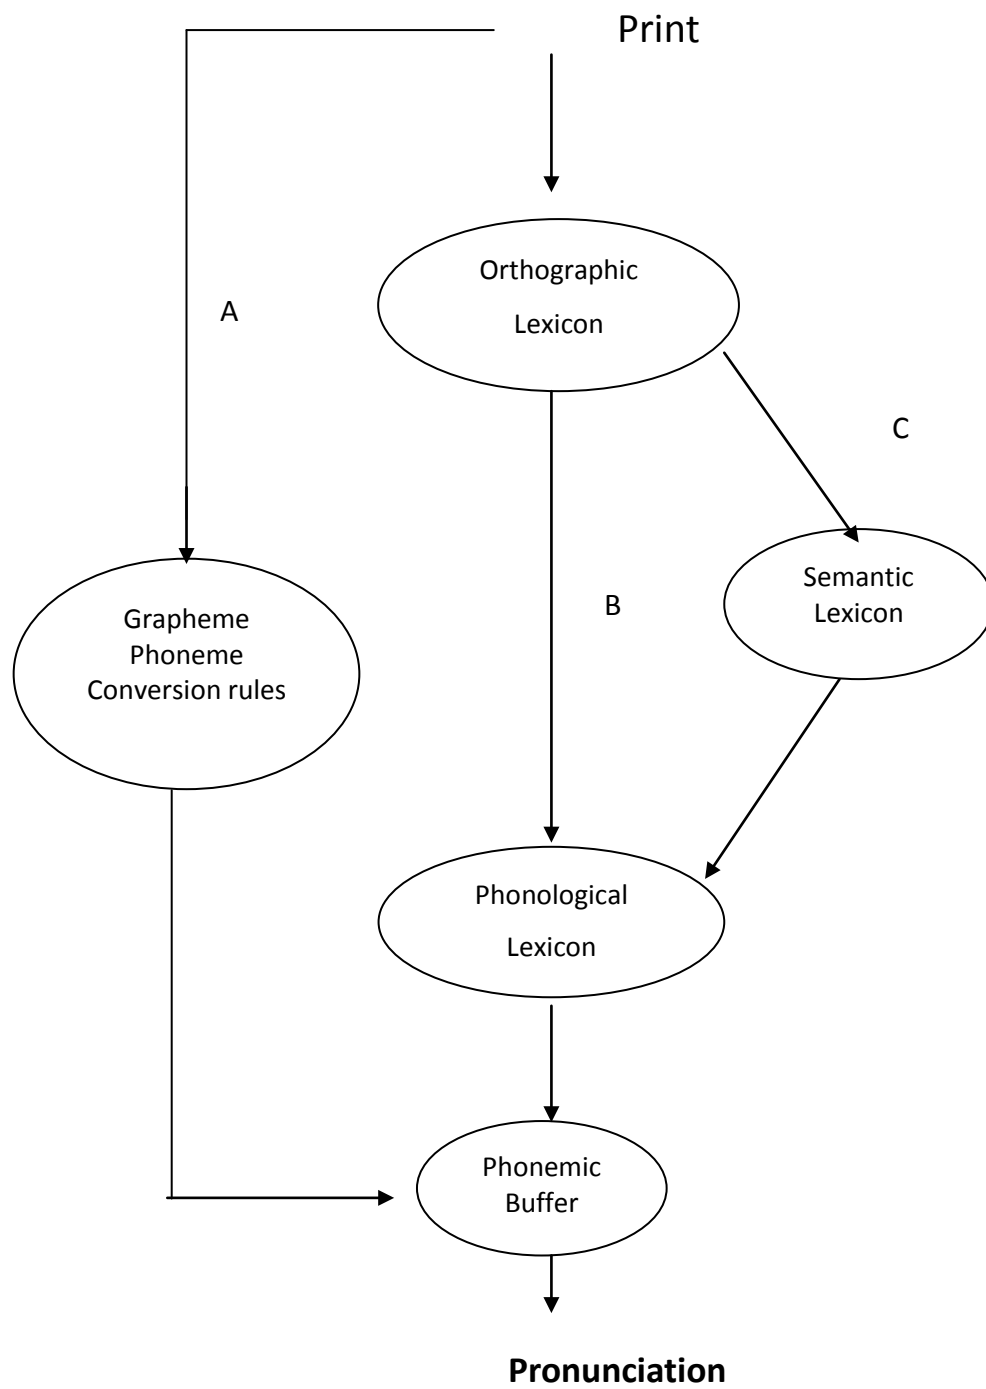 Print
Orthographic
Lexicon
A
C
Semantic
Lexicon
B
Grapheme
Phoneme
Conversion rules
Phonological
Lexicon
Phonemic
Buffer
Pronunciation